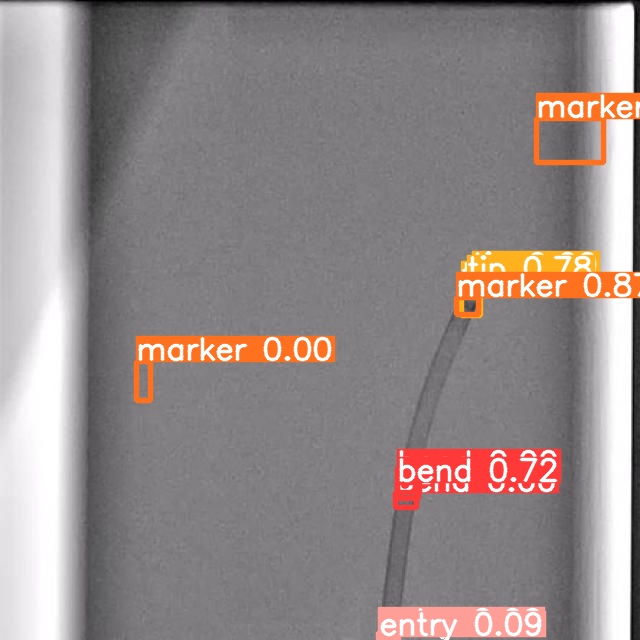 marker
tip 0.78
marker 0.87
marker 0.00
bend 0.72
entry 0.09